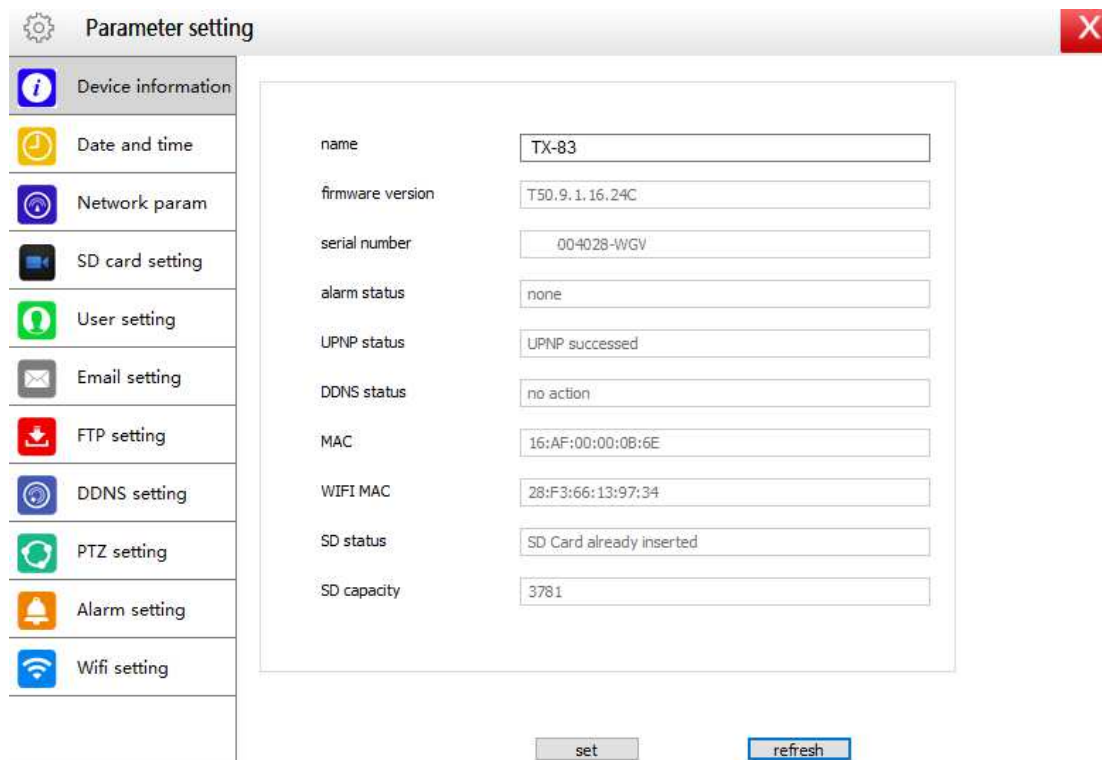 Parameter setting
X
Device information
Date and time
Network param
SD card setting
User setting
Email setting
FTP setting
DDNS setting
PTZ setting
Alarm setting
Wifi setting
name TX-83
firmware version T50.9.1.16.24C
serial number 004028-WGV
alarm status none
UPNP status UPNP successed
DDNS status no action
MAC 16:AF:00:00:0B:6E
WIFI MAC 28:F3:66:13:97:34
SD status SD Card already inserted
SD capacity 3781
set refresh